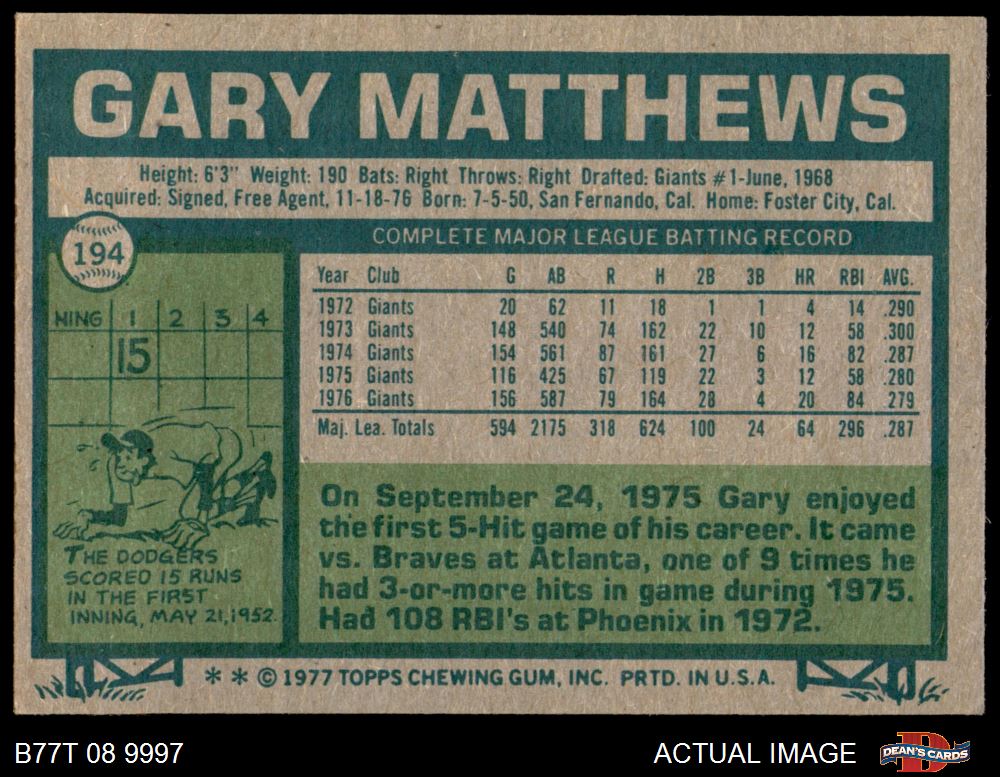 GARY MATTHEWS
Height: 6'3" Weight: 190 Bats: Right Throws: Right Drafted: Giants #1-June, 1968
Acquired: Signed, Free Agent, 11-18-76 Born: 7-5-50, San Fernando, Cal. Home: Foster City, Cal.
194
COMPLETE MAJOR LEAGUE BATTING RECORD
Year Club G AB R H 2B 3B HR RBI AVG.
1972 Giants 20 62 11 18 1 1 4 14 .290
1973 Giants 148 540 74 162 22 10 12 58 .300
1974 Giants 154 561 87 161 27 6 16 82 .287
1975 Giants 116 425 67 119 22 3 12 58 .280
1976 Giants 156 587 79 164 28 4 20 84 .279
Maj. Lea. Totals 594 2175 318 624 100 24 64 296 .287
NING 1 2 3 4
15
THE DODGERS
SCORED 15 RUNS
IN THE FIRST
INNING, MAY 21, 1952.
On September 24, 1975 Gary enjoyed
the first 5-Hit game of his career. It came
vs. Braves at Atlanta, one of 9 times he
had 3-or-more hits in game during 1975.
Had 108 RBI's at Phoenix in 1972.
* * © 1977 TOPPS CHEWING GUM, INC. PRTD. IN U.S.A.
B77T 08 9997
ACTUAL IMAGE
DEAN'S CARDS